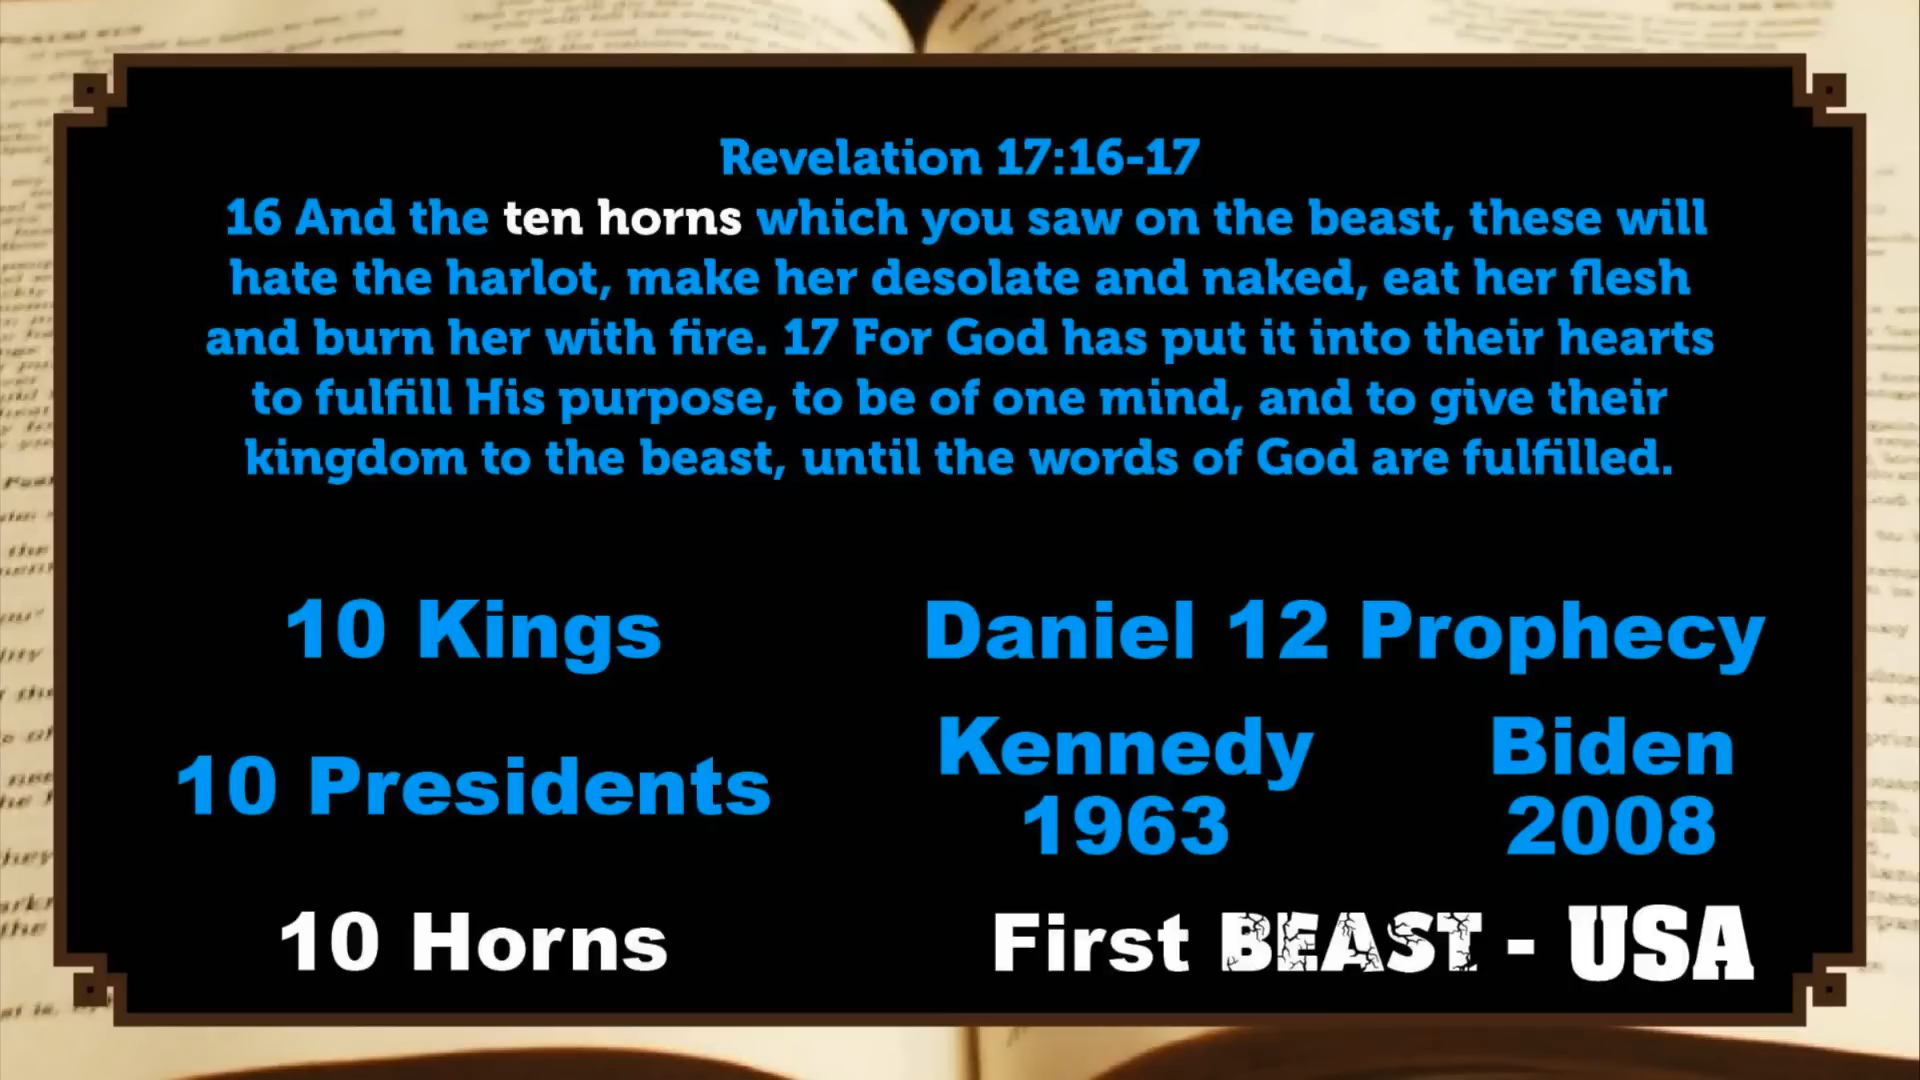 Revelation 17:16-17
16 And the ten horns which you saw on the beast, these will
hate the harlot, make her desolate and naked, eat her flesh
and burn her with fire. 17 For God has put it into their hearts
to fulfill His purpose, to be of one mind, and to give their
kingdom to the beast, until the words of God are fulfilled.
10 Kings
10 Presidents
10 Horns
Daniel 12 Prophecy
Kennedy
1963
Biden
2008
First BEAST - USA